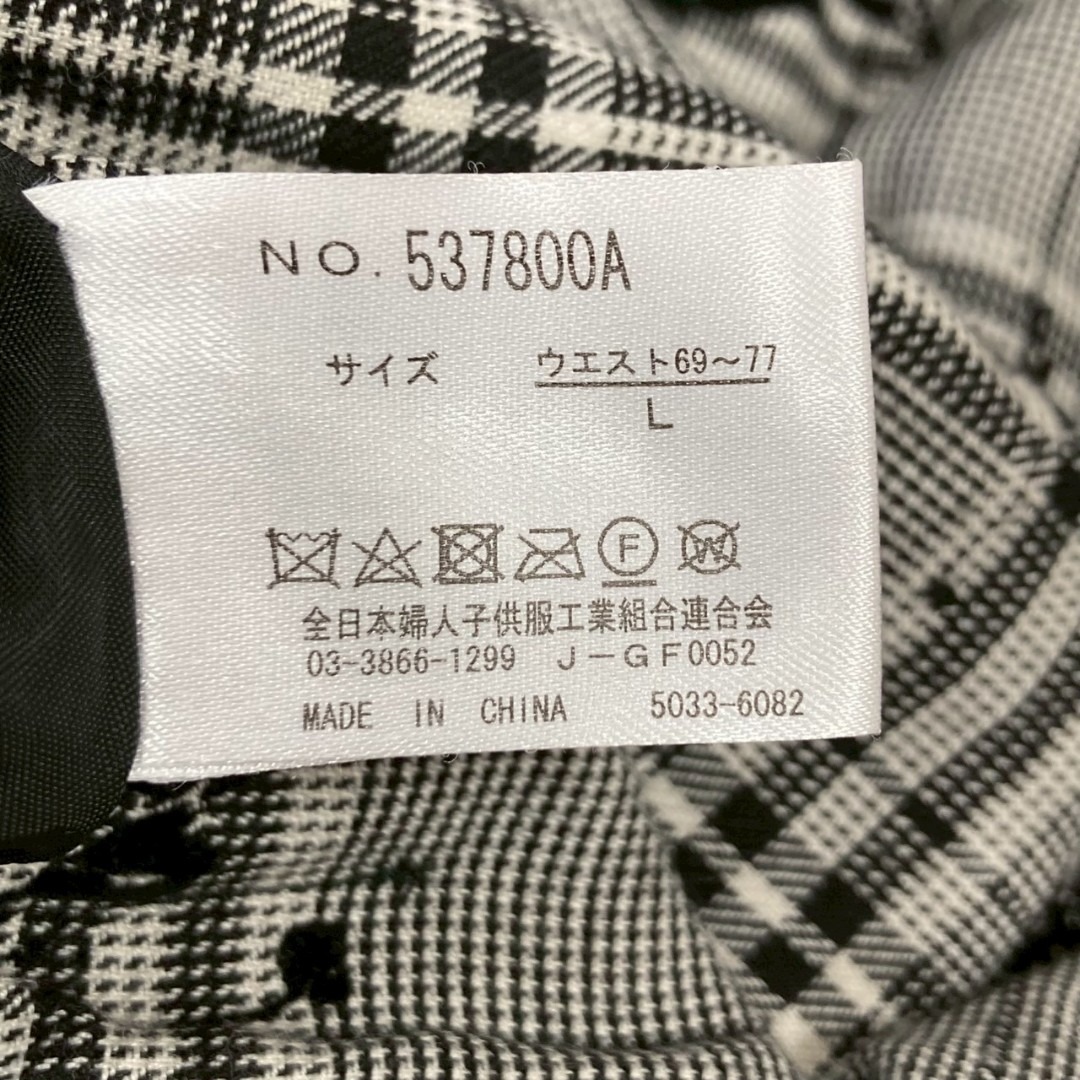 NO. 537800A
サイズ ウエスト69〜77
L
F W
全日本婦人子供服工業組合連合会
03-3866-1299 J-GF0052
MADE IN CHINA 5033-6082